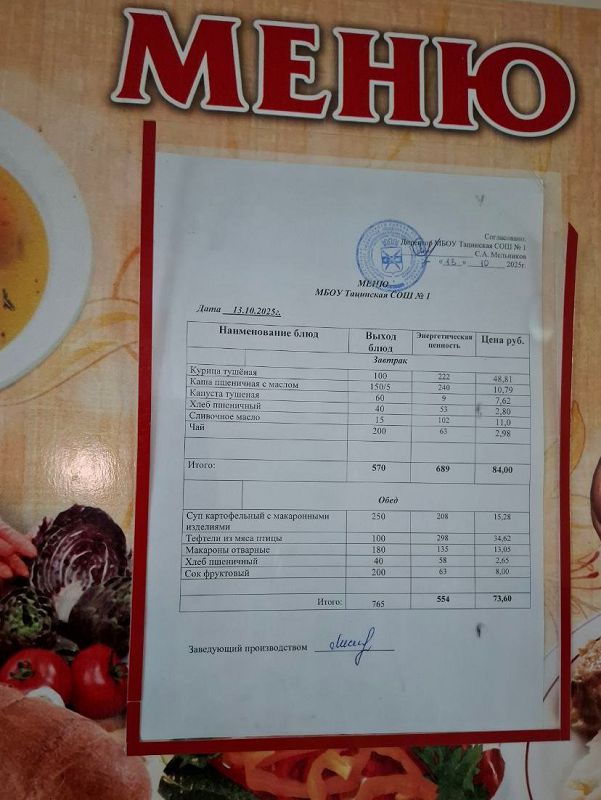 МЕНЮ
Согласовано:
Директор МБОУ Тацинская СОШ № 1
С.А. Мельников
« 13 » 10 2025г.
МЕНЮ
МБОУ Тацинская СОШ № 1
Дата 13.10.2025г.
Наименование блюд Выход блюд Энергетическая ценность Цена руб.
Завтрак
Курица тушёная 100 222 48,81
Каша пшеничная с маслом 150/5 240 10,79
Капуста тушеная 60 9 7,62
Хлеб пшеничный 40 53 2,80
Сливочное масло 15 102 11,0
Чай 200 63 2,98
Итого: 570 689 84,00
Обед
Суп картофельный с макаронными 250 208 15,28
изделиями
Тефтели из мяса птицы 100 298 34,62
Макароны отварные 180 135 13,05
Хлеб пшеничный 40 58 2,65
Сок фруктовый 200 63 8,00
Итого: 765 554 73,60
Заведующий производством